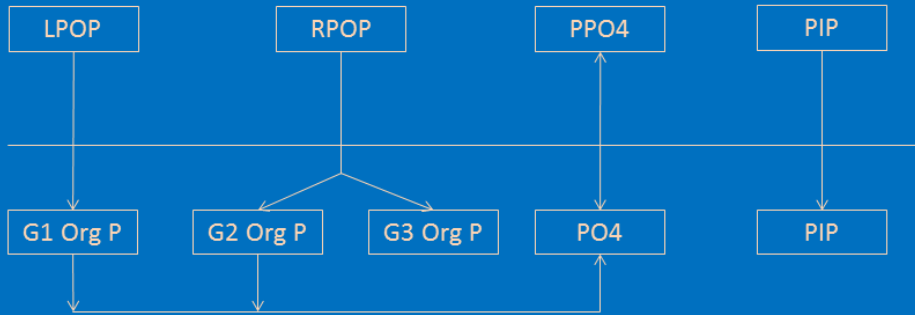 LPOP
RPOP
PPO4
PIP
G1 Org P
G2 Org P
G3 Org P
PO4
PIP